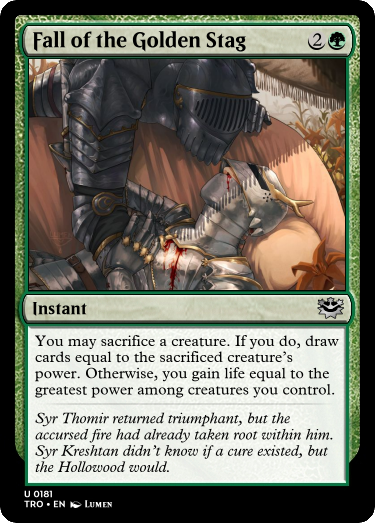 Fall of the Golden Stag 2
Instant
You may sacrifice a creature. If you do, draw
cards equal to the sacrificed creature's
power. Otherwise, you gain life equal to the
greatest power among creatures you control.
Syr Thomir returned triumphant, but the
accursed fire had already taken root within him.
Syr Kreshtan didn't know if a cure existed, but
the Hollowood would.
U 0181
TRO • EN Lumen